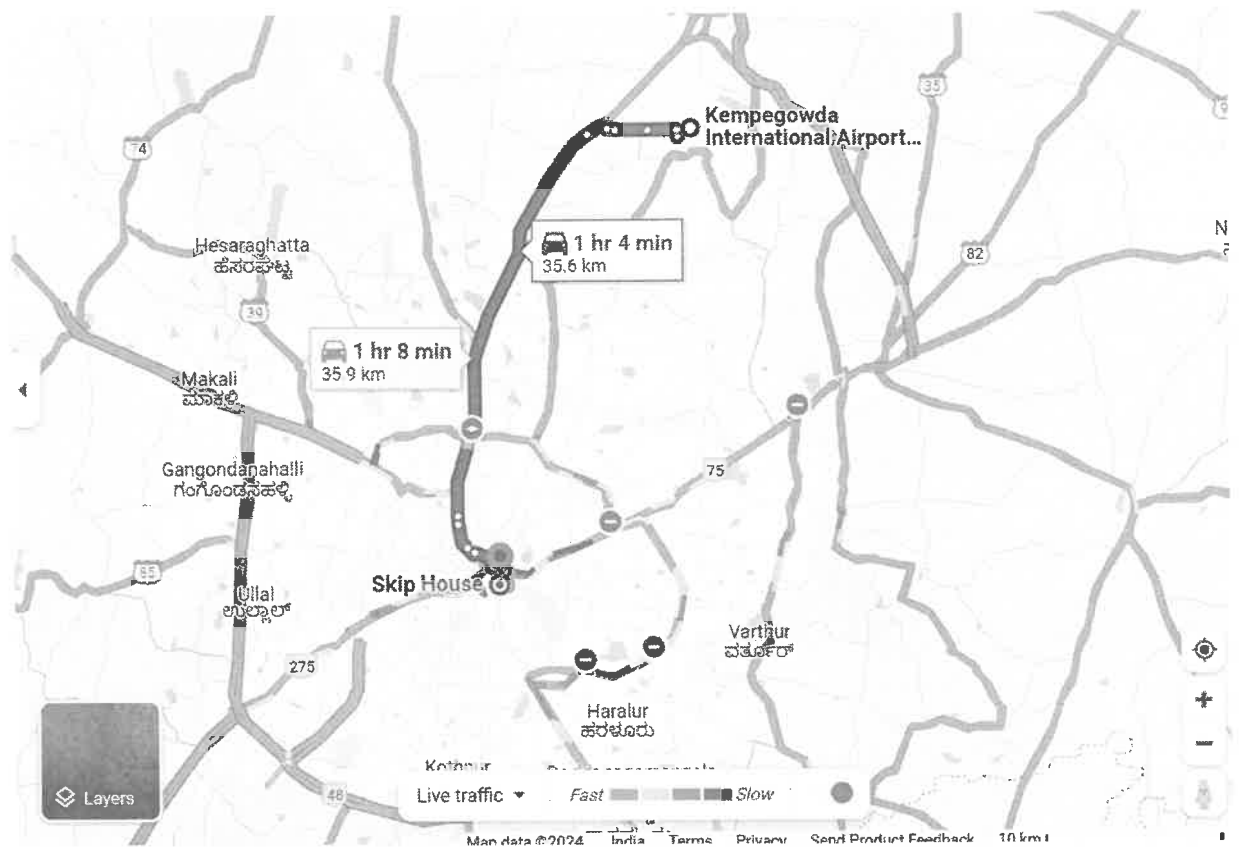 Kempegowda
International Airport...
74
35
82
Hesaraghatta
ಹೆಸರಘಟ್ಟ
1 hr 4 min
35.6 km
39
1 hr 8 min
35.9 km
Makali
ಮಾಕಳಿ
Gangondanahalli
ಗಂಗೊಂಡನಹಳ್ಳಿ
75
Skip House
85
Ullal
ಉಲ್ಲಾಲ್
Varthur
ವರ್ತೂರ್
275
Haralur
ಹರಳೂರು
Layers
48
Live traffic
Fast
Slow
Map data ©2024
India
Terms
Privacy
Send Product Feedback
10 km